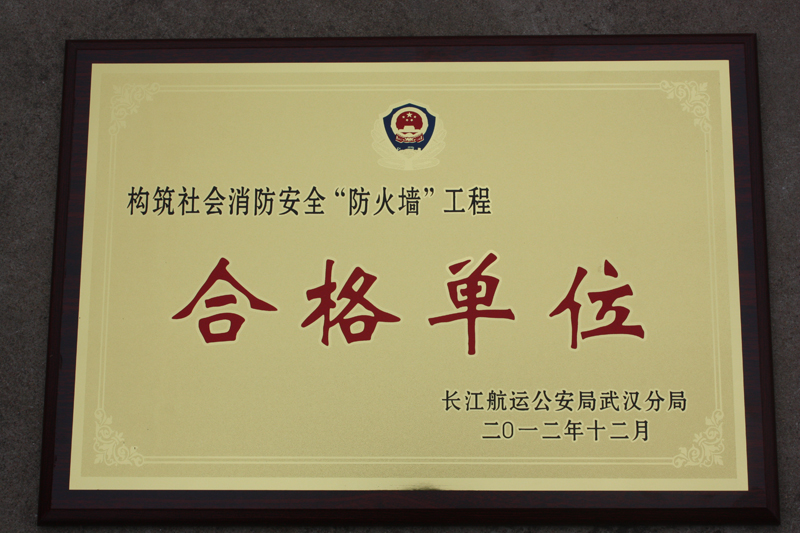 构筑社会消防安全“防火墙”工程
合格单位
长江航运公安局武汉分局
二0一二年十二月